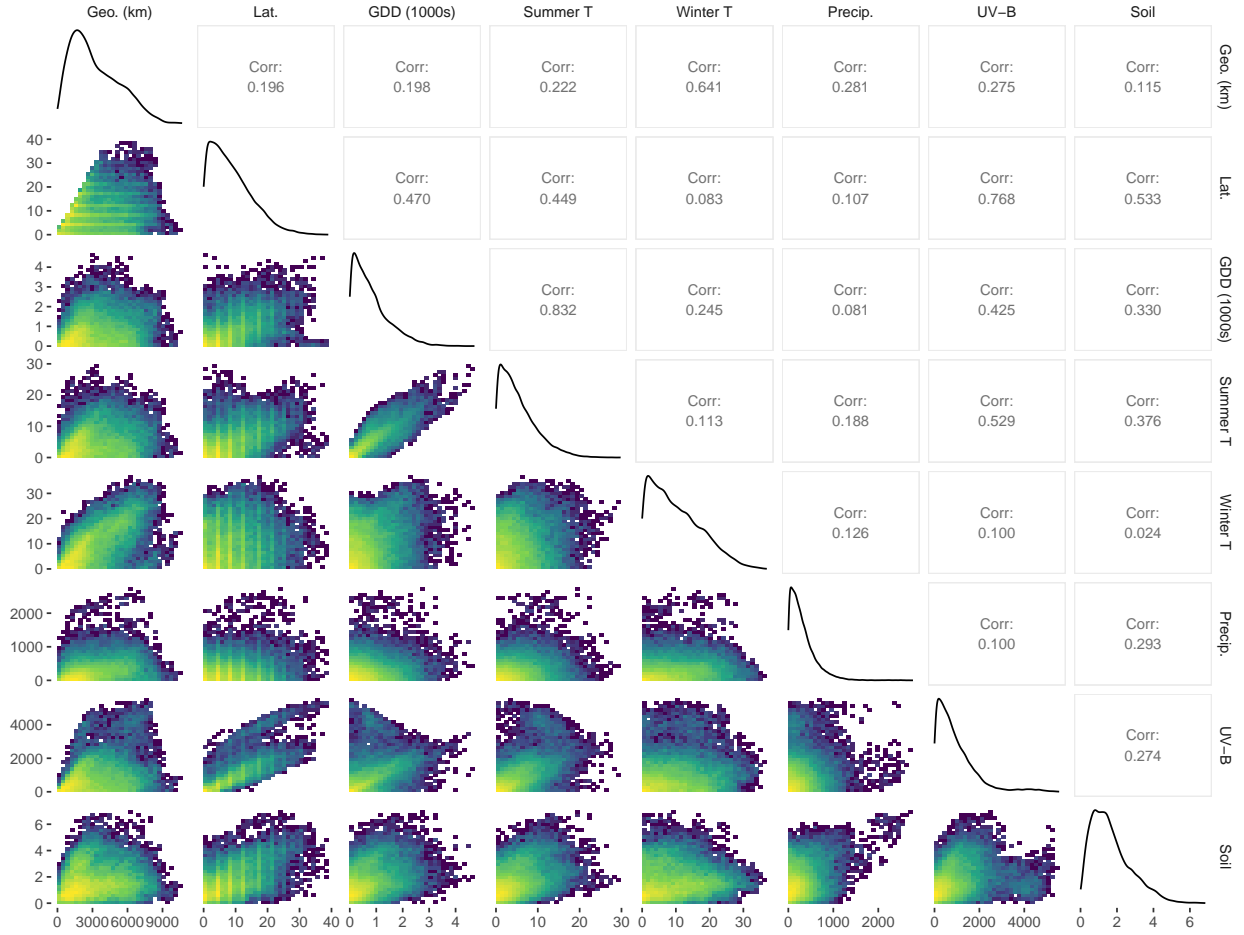 Geo. (km) Lat. GDD (1000s) Summer T Winter T Precip. UV−B Soil
Corr: Corr: Corr: Corr: Corr: Corr: Corr:
0.196 0.198 0.222 0.641 0.281 0.275 0.115
Geo. (km)
40
30
20
10
0
Corr: Corr: Corr: Corr: Corr: Corr:
0.470 0.449 0.083 0.107 0.768 0.533
Lat.
4
3
2
1
0
Corr: Corr: Corr: Corr: Corr:
0.832 0.245 0.081 0.425 0.330
GDD (1000s)
30
20
10
0
Corr: Corr: Corr: Corr:
0.113 0.188 0.529 0.376
Summer T
30
20
10
0
Corr: Corr: Corr:
0.126 0.100 0.024
Winter T
2000
1000
0
Corr: Corr:
0.100 0.293
Precip.
4000
2000
0
Corr:
0.274
UV−B
6
4
2
0
Soil
0 3000 6000 9000 0 10 20 30 40 0 1 2 3 4 0 10 20 30 0 10 20 30 0 1000 2000 0 2000 4000 0 2 4 6